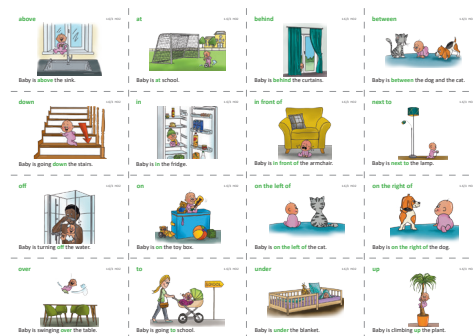 above
at
behind
between
Baby is above the sink.
Baby is at school.
Baby is behind the curtains.
Baby is between the dog and the cat.
down
in
in front of
next to
Baby is going down the stairs.
Baby is in the fridge.
Baby is in front of the armchair.
Baby is next to the lamp.
off
on
on the left of
on the right of
Baby is turning off the water.
Baby is on the toy box.
Baby is on the left of the cat.
Baby is on the right of the dog.
over
to
under
up
SCHOOL
Baby is swinging over the table.
Baby is going to school.
Baby is under the blanket.
Baby is climbing up the plant.